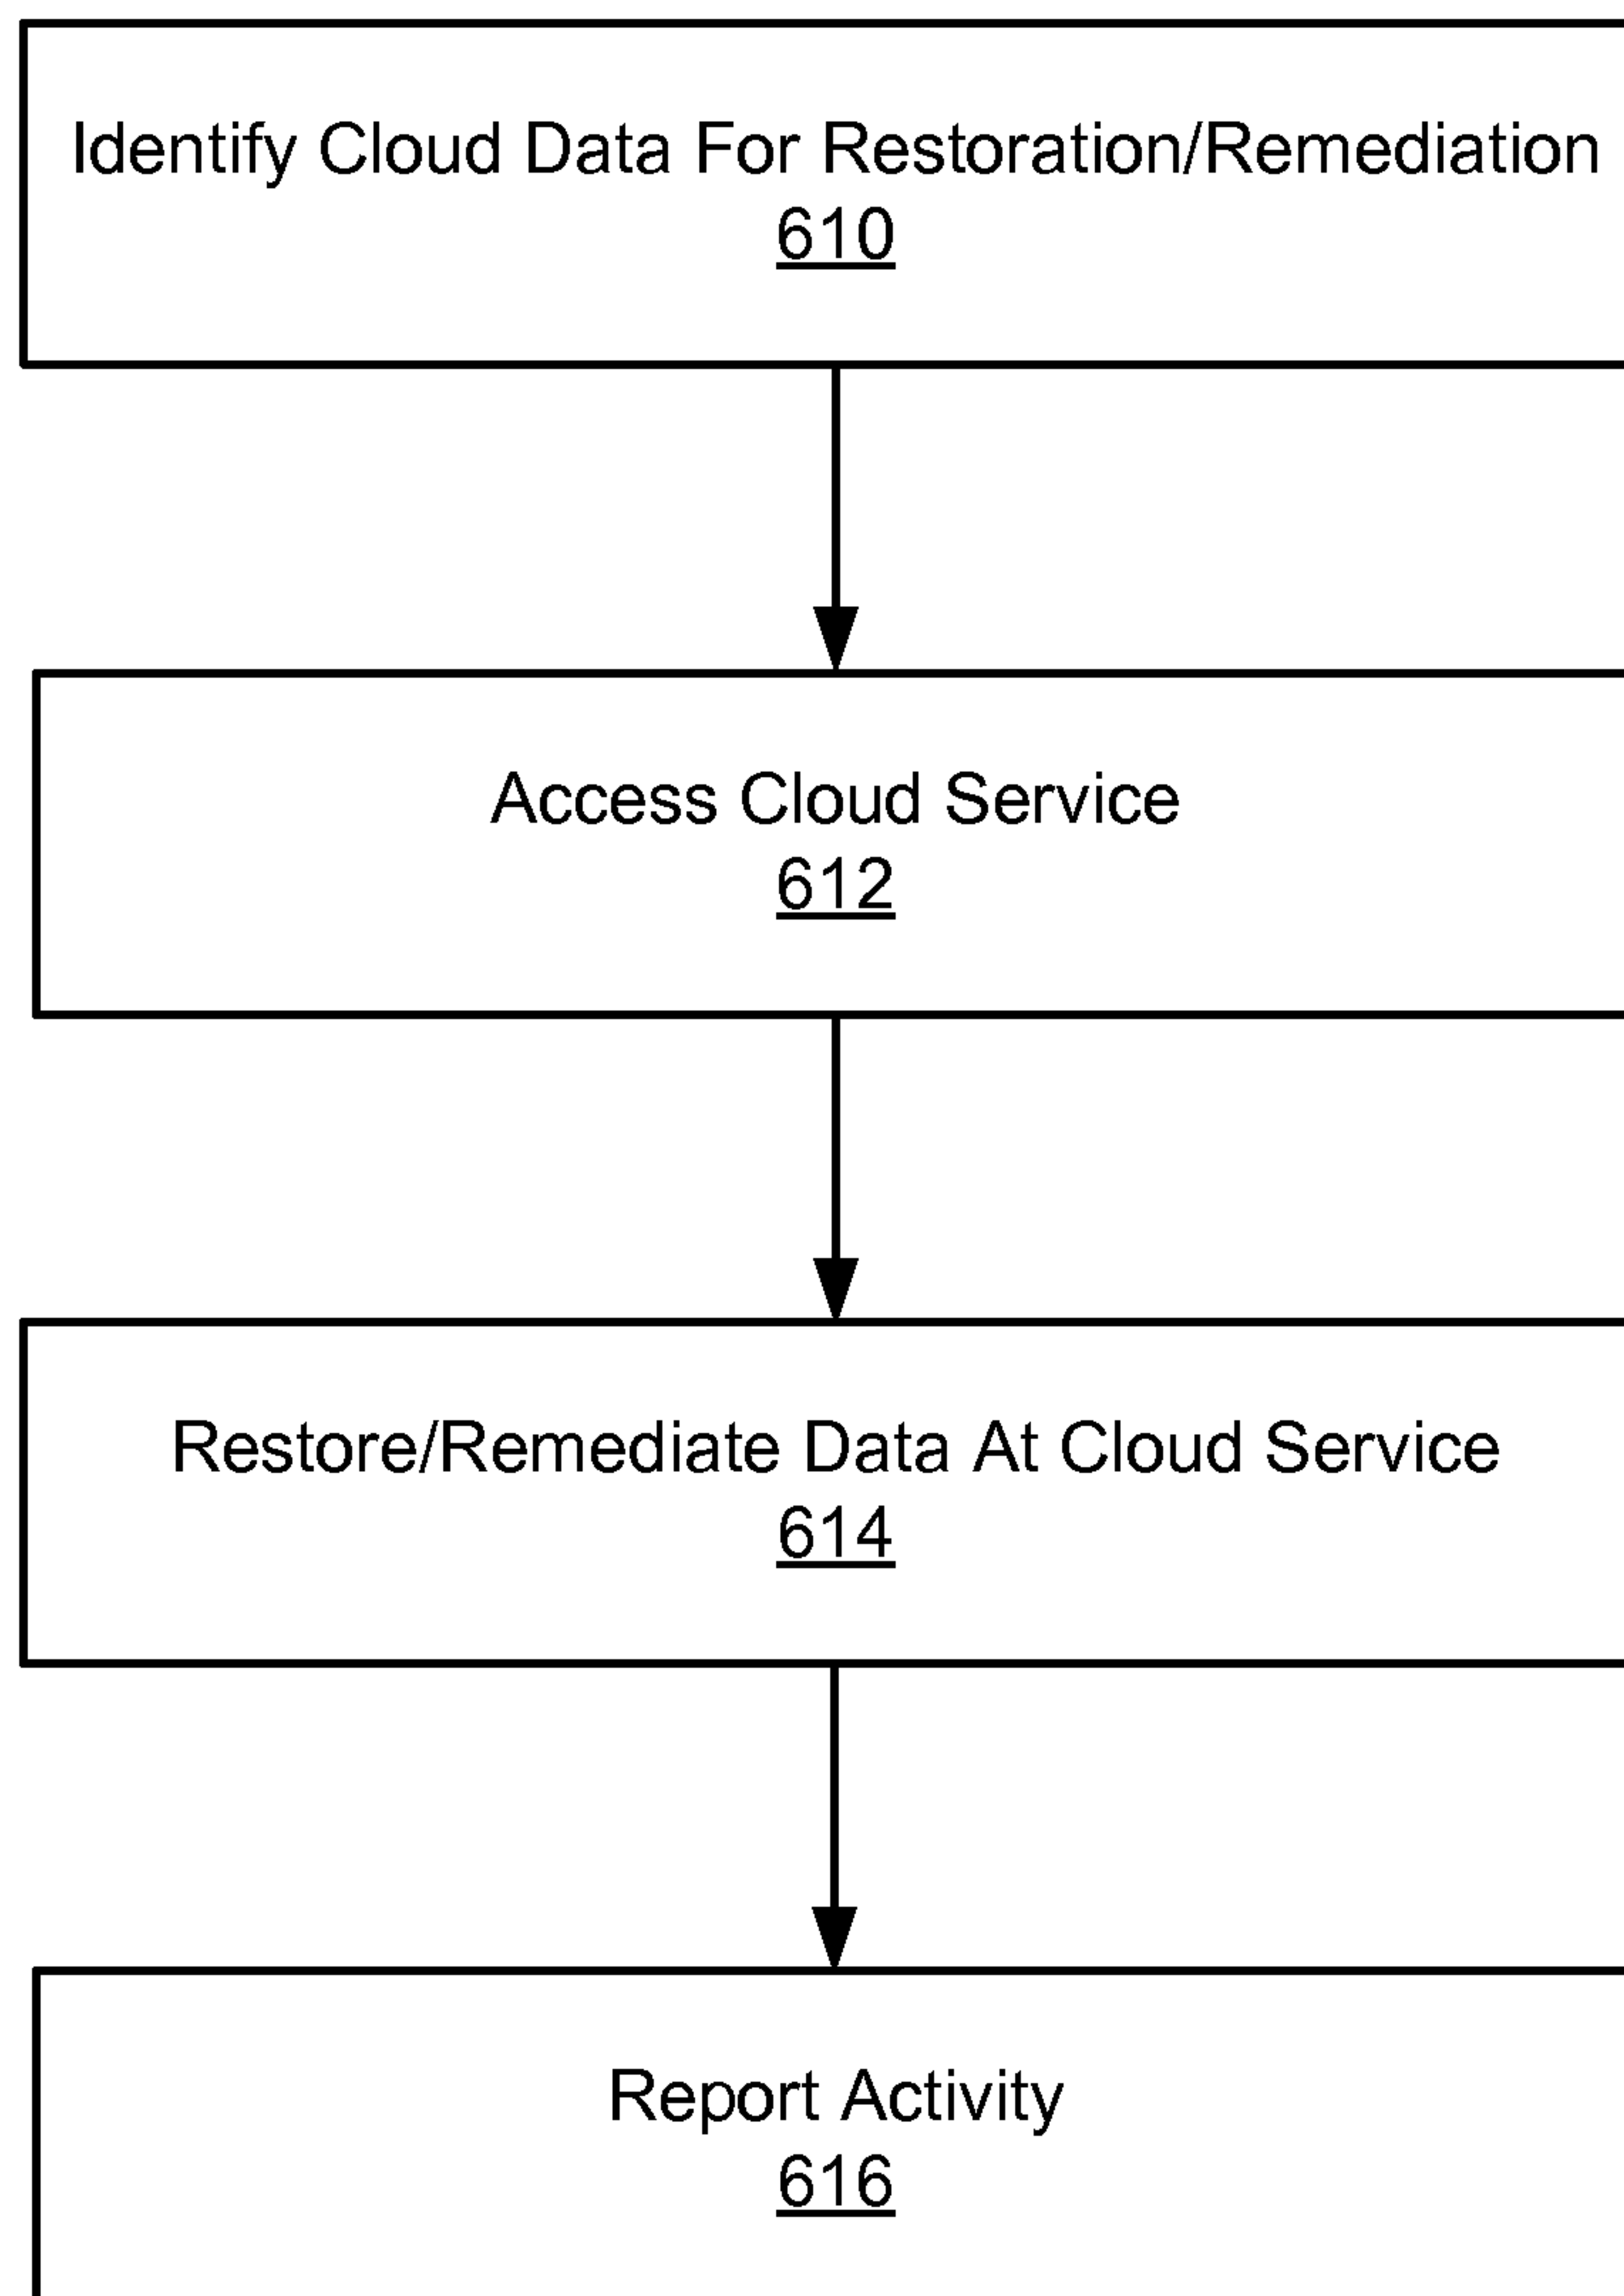 Identify Cloud Data For Restoration/Remediation
610
Access Cloud Service
612
Restore/Remediate Data At Cloud Service
614
Report Activity
616